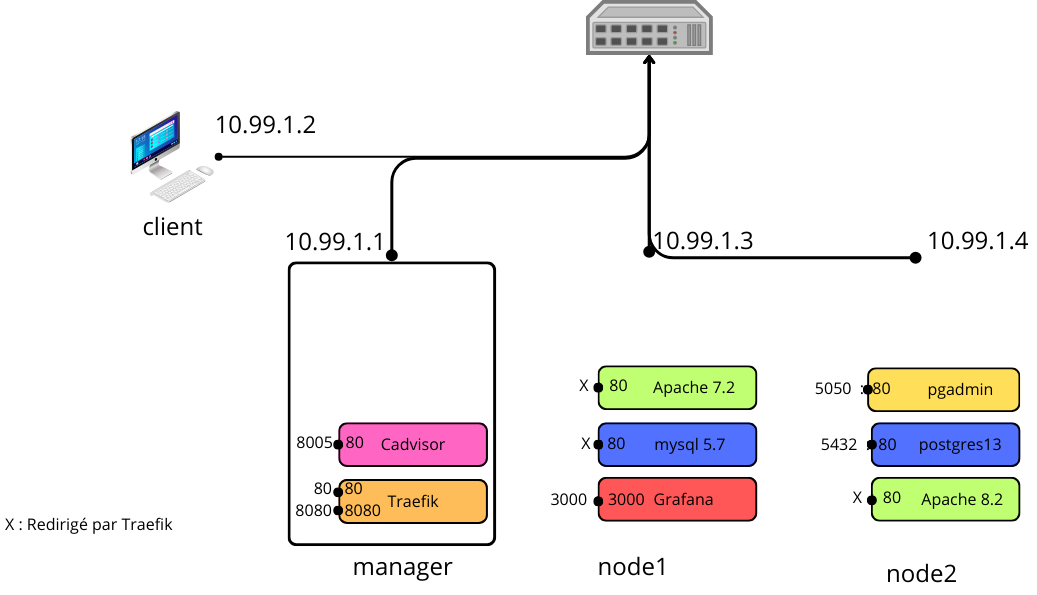 10.99.1.2
client
10.99.1.1
10.99.1.3
10.99.1.4
8005 80 Cadvisor
80 80
8080 8080 Traefik
manager
X 80 Apache 7.2
X 80 mysql 5.7
3000 3000 Grafana
node1
5050 : 80 pgadmin
5432 : 80 postgres13
X 80 Apache 8.2
node2
X : Redirigé par Traefik